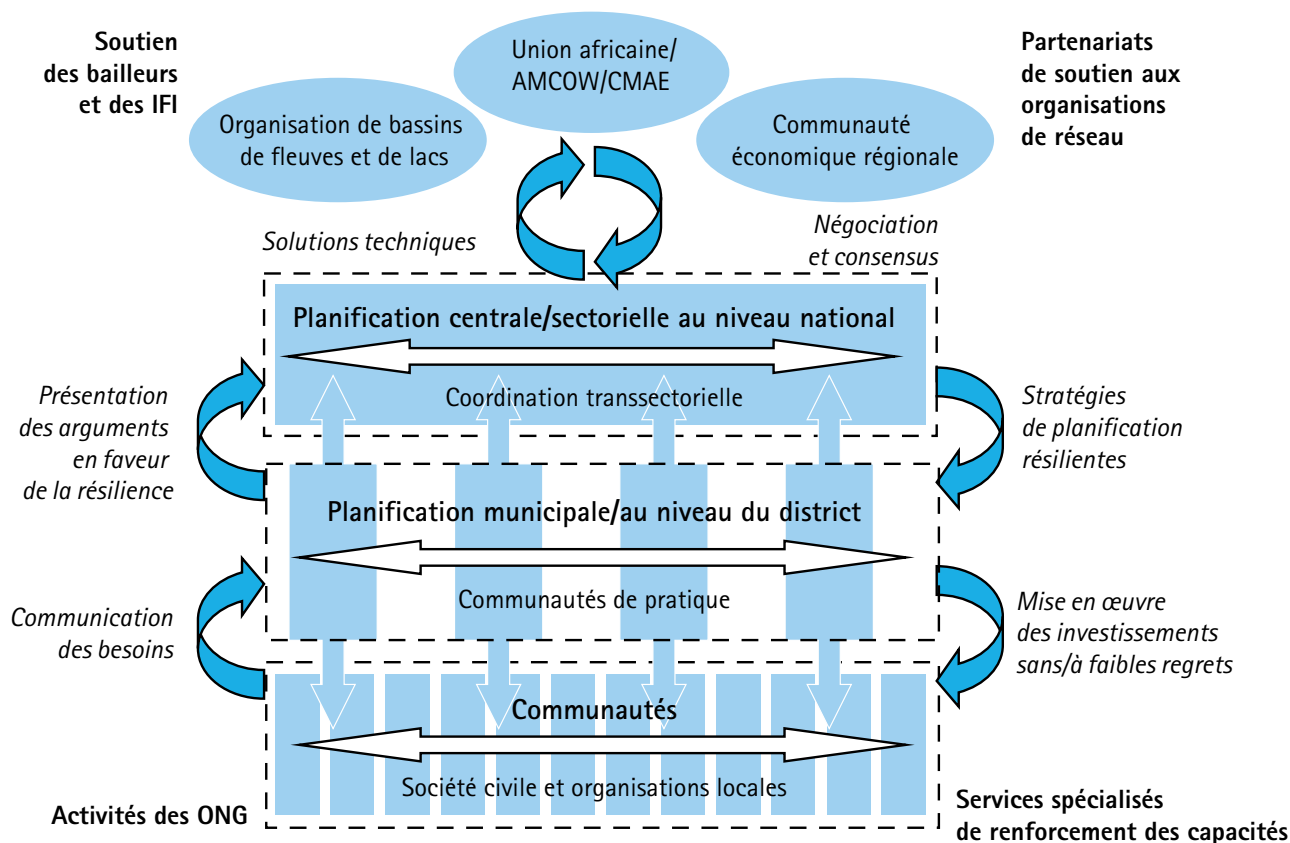 Soutien
des bailleurs
et des IFI
Union africaine/
AMCOW/CMAE
Partenariats
de soutien aux
organisations
de réseau
Organisation de bassins
de fleuves et de lacs
Communauté
économique régionale
Solutions techniques
Négociation
et consensus
Planification centrale/sectorielle au niveau national
Coordination transsectorielle
Présentation
des arguments
en faveur
de la résilience
Stratégies
de planification
résilientes
Planification municipale/au niveau du district
Communautés de pratique
Communication
des besoins
Mise en œuvre
des investissements
sans/à faibles regrets
Communautés
Société civile et organisations locales
Activités des ONG
Services spécialisés
de renforcement des capacités